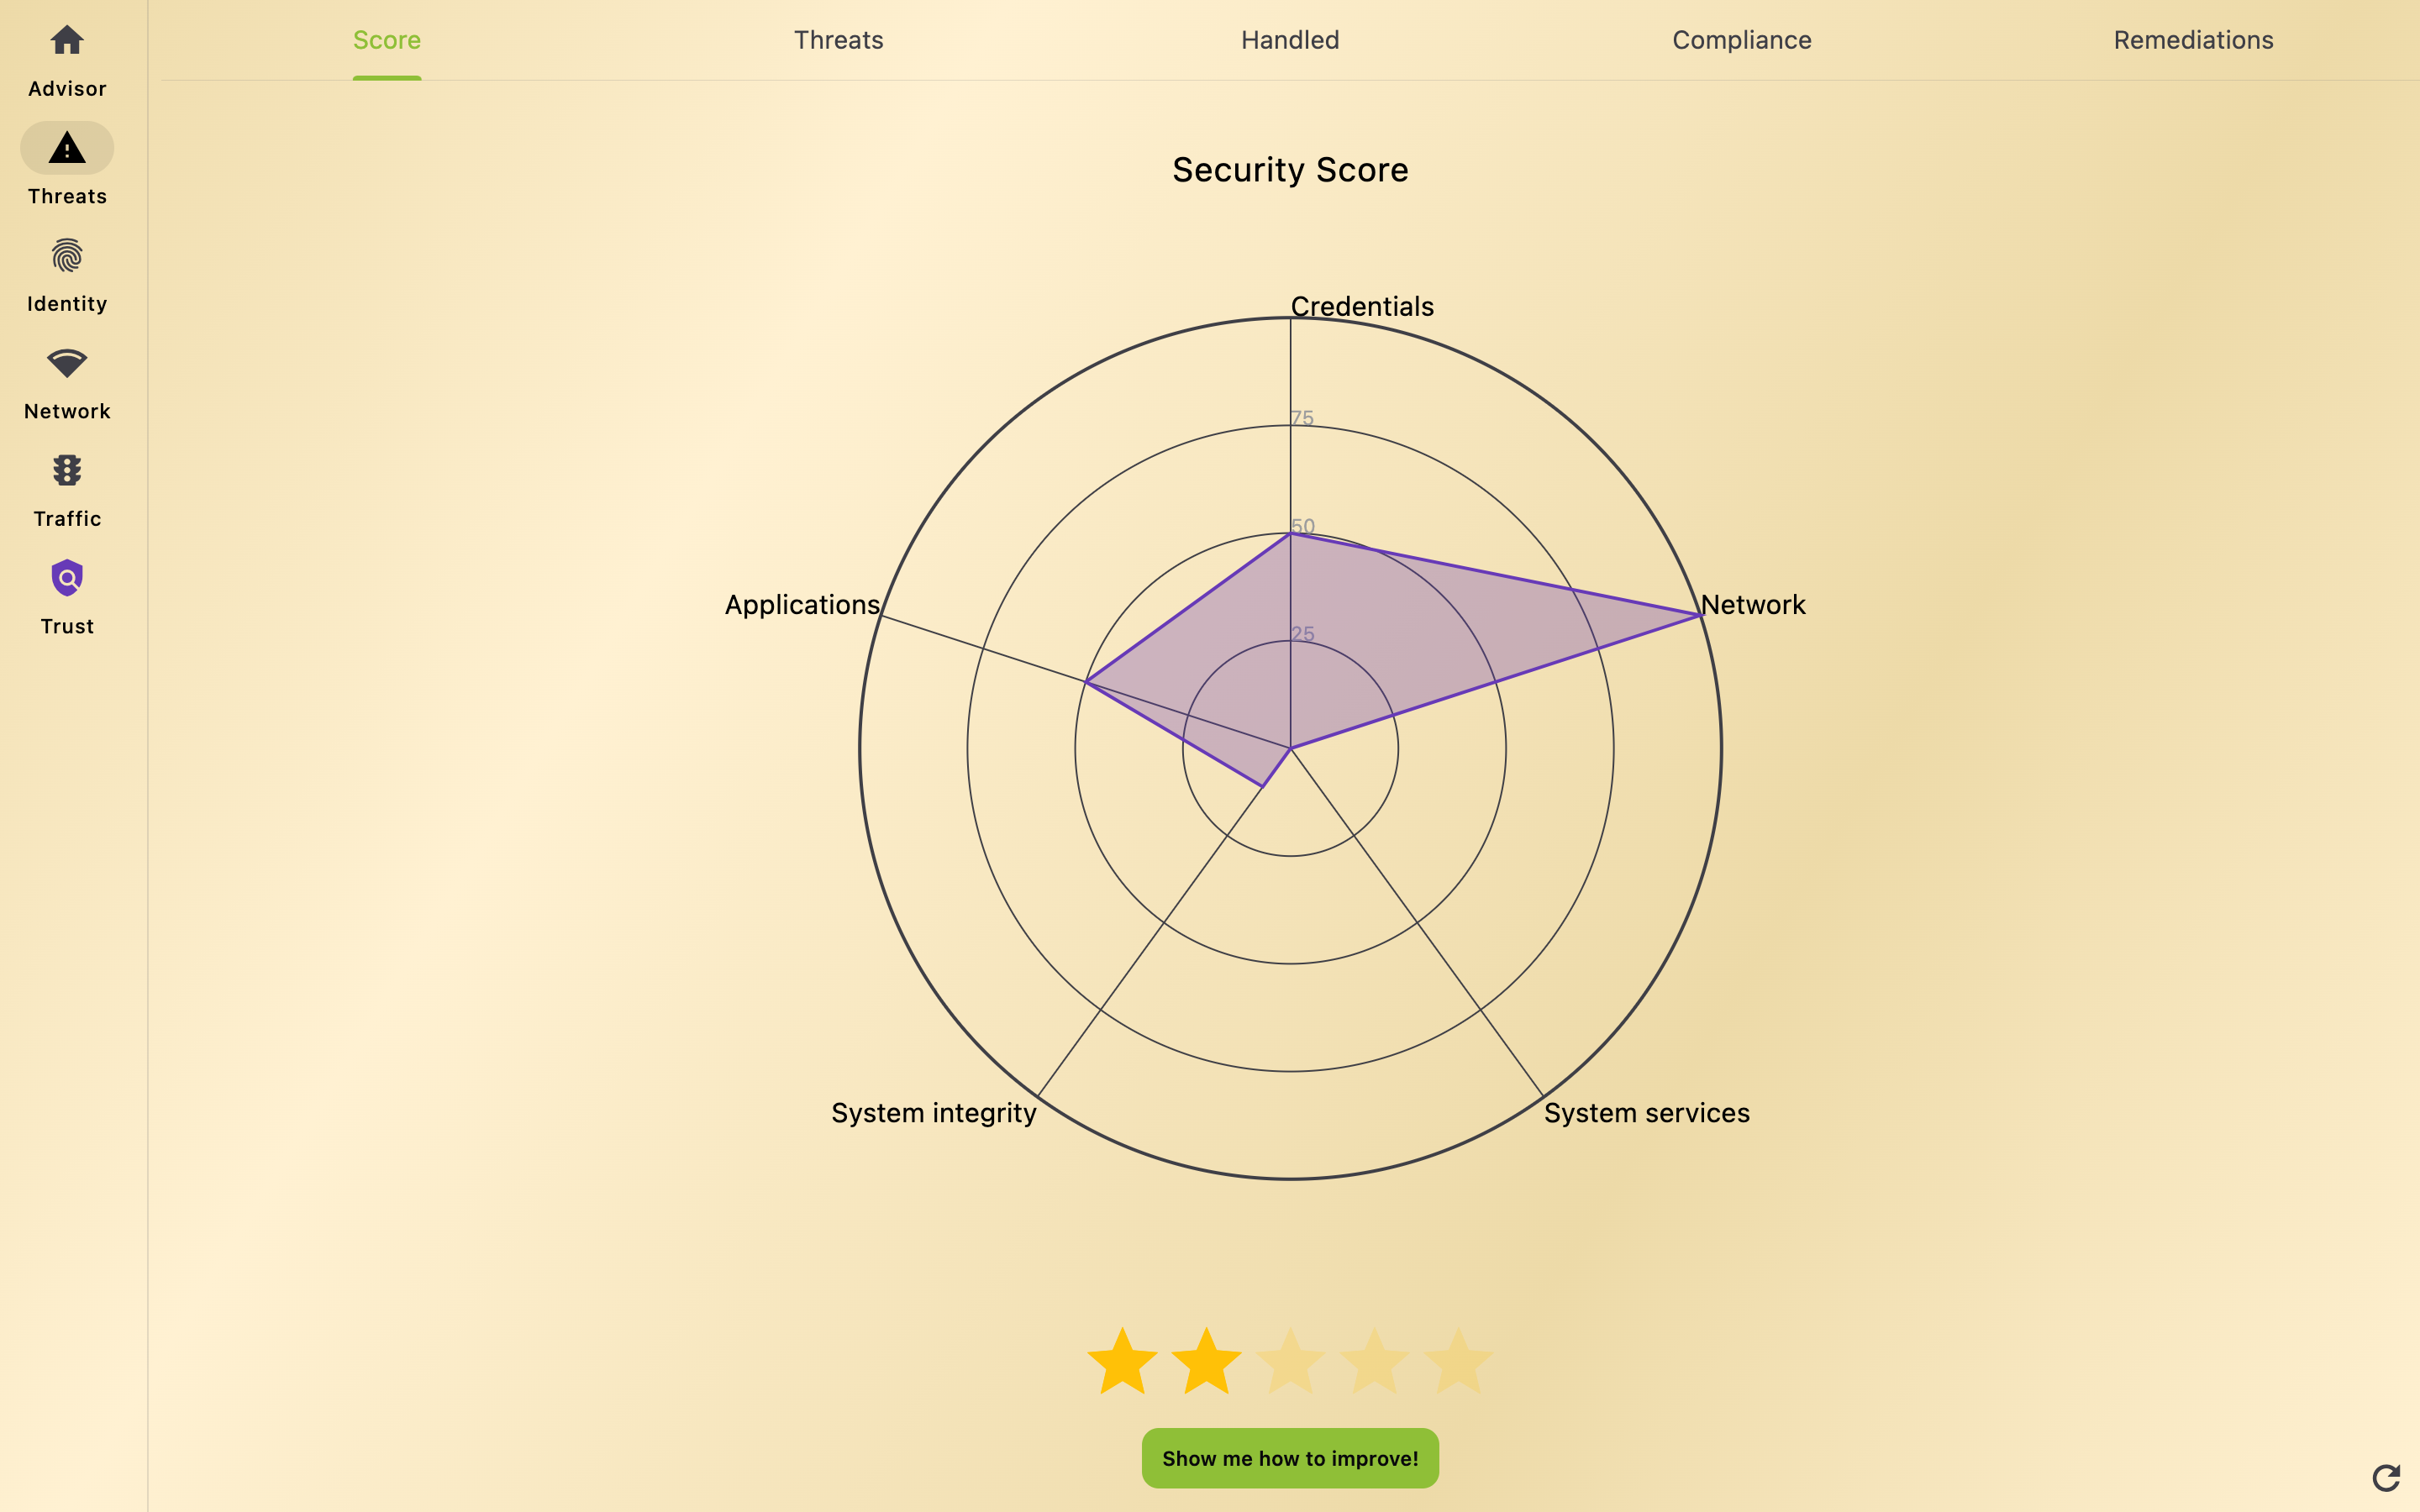 Score
Threats
Handled
Compliance
Remediations
Advisor
Threats
Identity
Network
Traffic
Trust
Security Score
Credentials
75
50
25
Applications
Network
System integrity
System services
Show me how to improve!